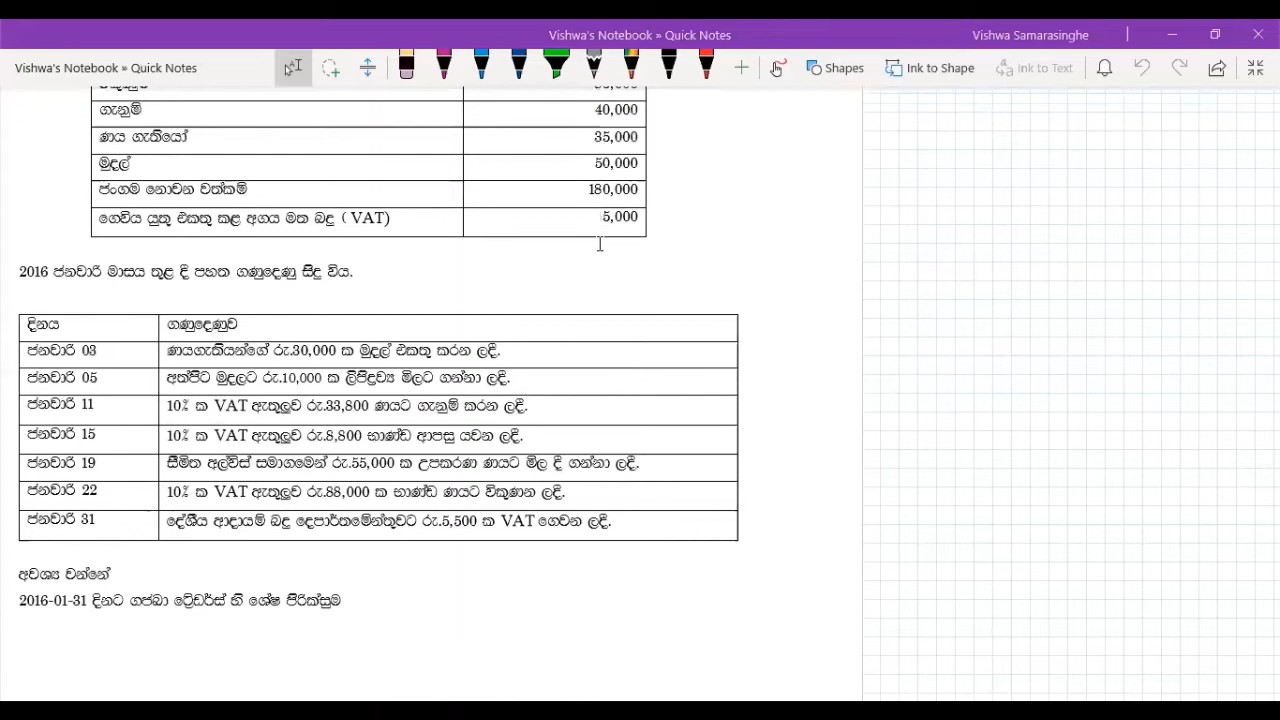 Vishwa's Notebook » Quick Notes
Vishwa Samarasinghe
Vishwa's Notebook » Quick Notes
Shapes
Ink to Shape
Ink to Text
ගැනුම් 40,000
ණය ගැතියෝ 35,000
මුදල් 50,000
ජංගම නොවන වත්කම් 180,000
ගෙවිය යුතු එකතු කළ අගය මත බදු ( VAT) 5,000
2016 ජනවාරි මාසය තුළ දී පහත ගණුදෙණු සිදු විය.
දිනය ගණුදෙණුව
ජනවාරි 03 ණයගැතියන්ගේ රු.30,000 ක මුදල් එකතු කරන ලදී.
ජනවාරි 05 අත්පිට මුදලට රු.10,000 ක ලිපිද්‍රව්‍ය මිලට ගන්නා ලදී.
ජනවාරි 11 10% ක VAT ඇතුලුව රු.33,800 ණයට ගැනුම් කරන ලදී.
ජනවාරි 15 10% ක VAT ඇතුලුව රු.8,800 භාණ්ඩ ආපසු යවන ලදී.
ජනවාරි 19 සීමිත අල්විස් සමාගමෙන් රු.55,000 ක උපකරණ ණයට මිල දී ගන්නා ලදී.
ජනවාරි 22 10% ක VAT ඇතුලුව රු.88,000 ක භාණ්ඩ ණයට විකුණන ලදී.
ජනවාරි 31 දේශීය ආදායම් බදු දෙපාර්තමේන්තුවට රු.5,500 ක VAT ගෙවන ලදී.
අවශ්‍ය වන්නේ
2016-01-31 දිනට ගජබා ට්‍රේඩර්ස් හි ශේෂ පිරික්සුම